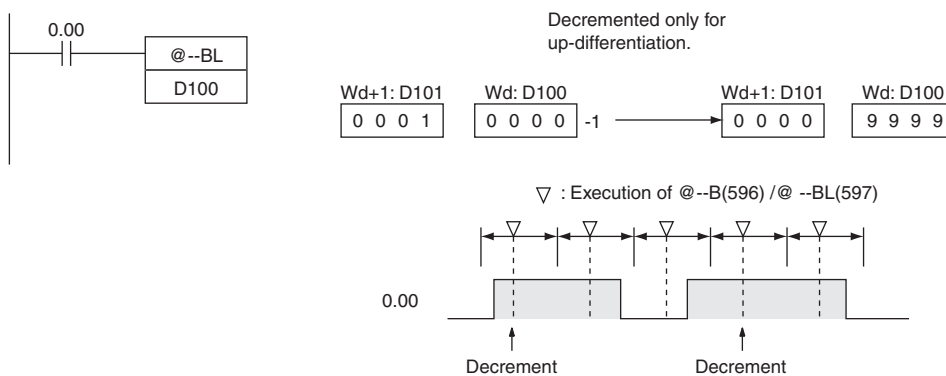 0.00
@--BL
D100
Decremented only for
up-differentiation.
Wd+1: D101 Wd: D100 Wd+1: D101 Wd: D100
0 0 0 1 0 0 0 0 -1 0 0 0 0 9 9 9 9
▽ : Execution of @--B(596) /@ --BL(597)
0.00
Decrement Decrement